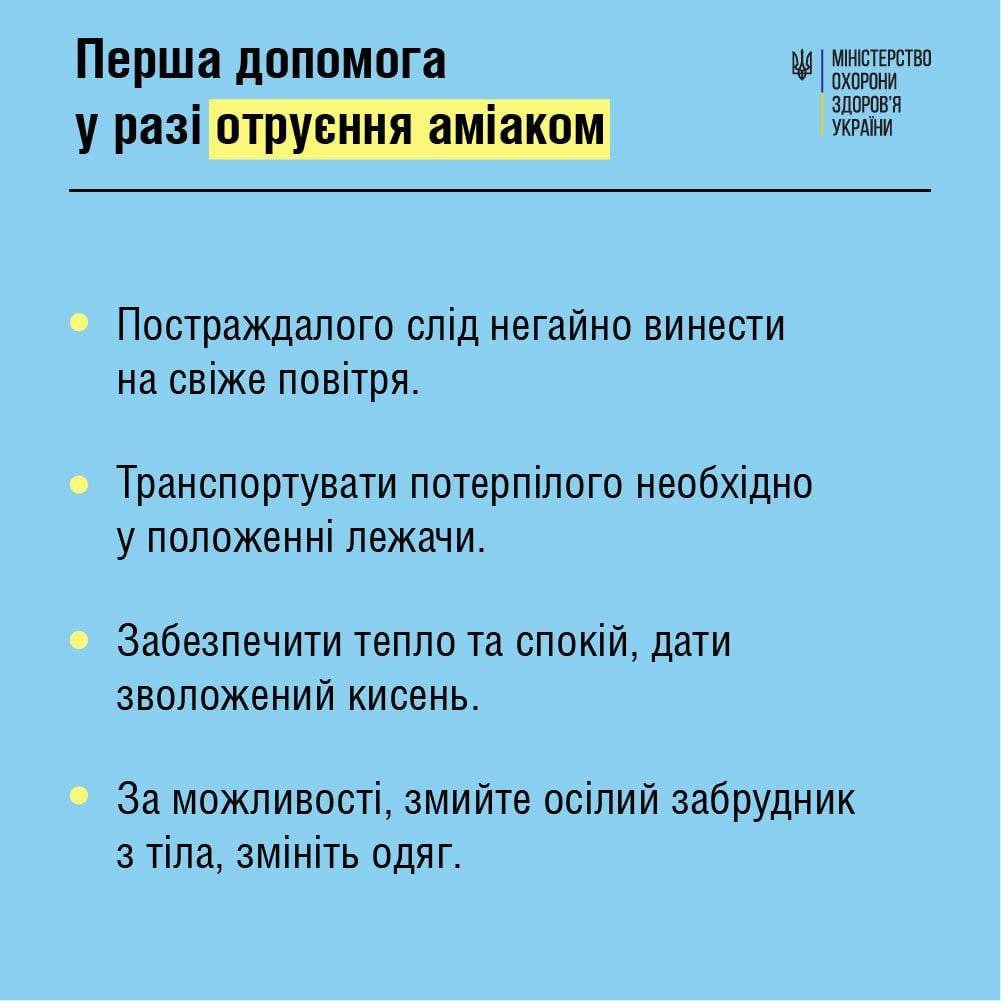 Перша допомога
у разі отруєння аміаком
МІНІСТЕРСТВО
ОХОРОНИ
ЗДОРОВ'Я
УКРАЇНИ
• Постраждалого слід негайно винести
на свіже повітря.
• Транспортувати потерпілого необхідно
у положенні лежачи.
• Забезпечити тепло та спокій, дати
зволожений кисень.
• За можливості, змийте осілий забрудник
з тіла, змініть одяг.